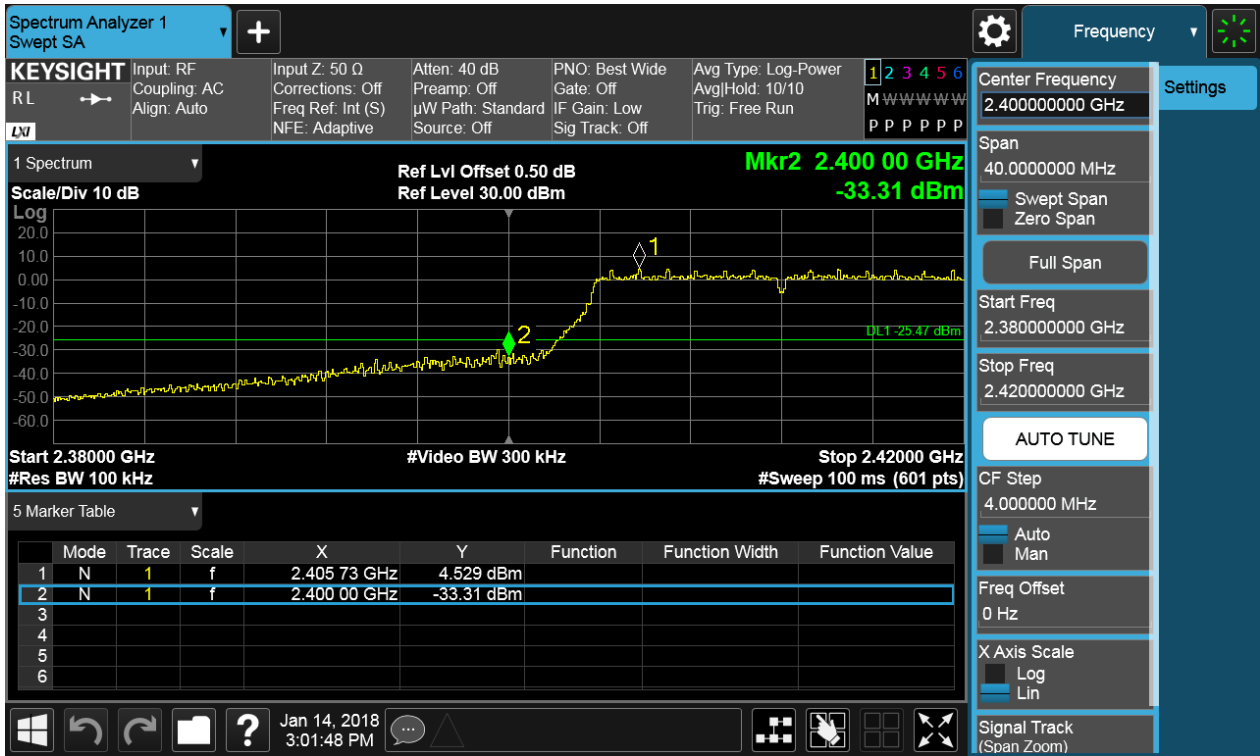 Spectrum Analyzer 1
Swept SA
+
Frequency
KEYSIGHT
RL
LXI
Input: RF
Coupling: AC
Align: Auto
Input Z: 50 Ω
Corrections: Off
Freq Ref: Int (S)
NFE: Adaptive
Atten: 40 dB
Preamp: Off
µW Path: Standard
Source: Off
PNO: Best Wide
Gate: Off
IF Gain: Low
Sig Track: Off
Avg Type: Log-Power
Avg|Hold: 10/10
Trig: Free Run
1 2 3 4 5 6
M W W W W W
P P P P P P
1 Spectrum
Scale/Div 10 dB
Ref Lvl Offset 0.50 dB
Ref Level 30.00 dBm
Mkr2 2.400 00 GHz
-33.31 dBm
Log
20.0
10.0
0.00
-10.0
-20.0
-30.0
-40.0
-50.0
-60.0
1
2
DL1 -25.47 dBm
Start 2.38000 GHz
#Video BW 300 kHz
Stop 2.42000 GHz
#Res BW 100 kHz
#Sweep 100 ms (601 pts)
5 Marker Table
Mode Trace Scale X Y Function Function Width Function Value
1 N 1 f 2.405 73 GHz 4.529 dBm
2 N 1 f 2.400 00 GHz -33.31 dBm
3
4
5
6
Center Frequency
2.400000000 GHz
Span
40.0000000 MHz
Swept Span
Zero Span
Full Span
Start Freq
2.380000000 GHz
Stop Freq
2.420000000 GHz
AUTO TUNE
CF Step
4.000000 MHz
Auto
Man
Freq Offset
0 Hz
X Axis Scale
Log
Lin
Signal Track
(Span Zoom)
Settings
?
Jan 14, 2018
3:01:48 PM